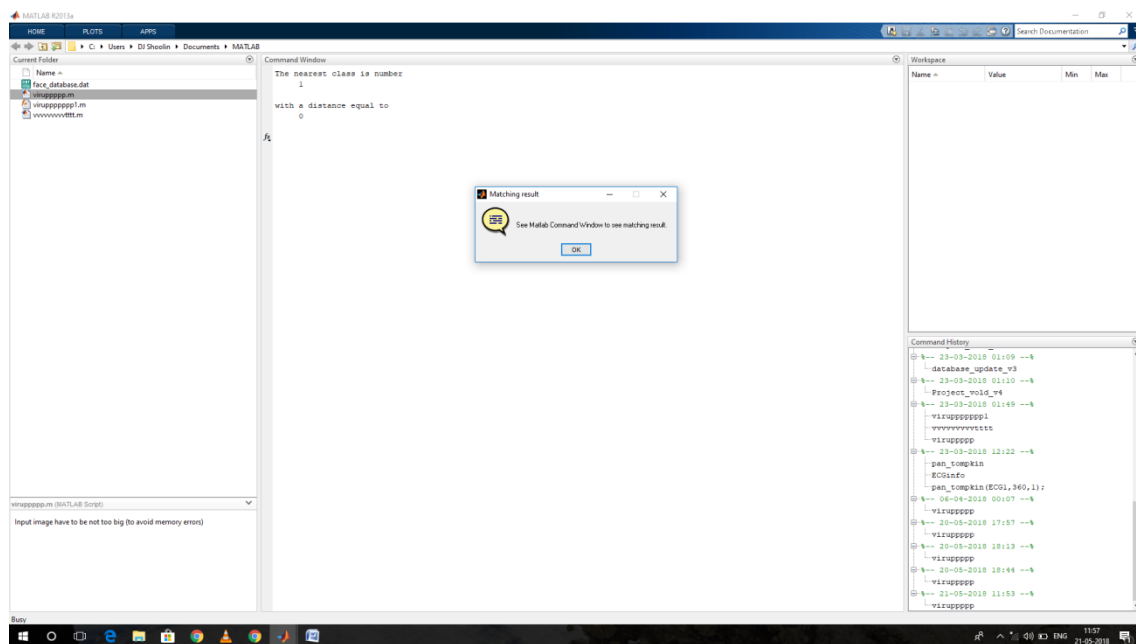 MATLAB R2015a
HOME PLOTS APPS Search Documentation
C: Users DJ Shoolin Documents MATLAB
Current Folder
Name
face_database.dat
viruppppp.m
viruppppppp1.m
vvvvvvvvtttt.m
viruppppp.m (MATLAB Script)
Input image have to be not too big (to avoid memory errors)
Command Window
The nearest class is number
1
with a distance equal to
0
fx
Matching result
See Matlab Command Window to see matching result.
OK
Workspace
Name Value Min Max
Command History
%-- 23-03-2018 01:09 --%
database_update_v3
%-- 23-03-2018 01:10 --%
Project_vold_v4
%-- 23-03-2018 01:49 --%
viruppppppp1
vvvvvvvvtttt
viruppppp
%-- 23-03-2018 12:22 --%
pan_tompkin
ECGinfo
pan_tompkin(ECG1,360,1);
%-- 06-04-2018 00:07 --%
viruppppp
%-- 20-05-2018 17:57 --%
viruppppp
%-- 20-05-2018 18:13 --%
viruppppp
%-- 20-05-2018 18:44 --%
viruppppp
%-- 21-05-2018 11:53 --%
viruppppp
Busy
ENG
11:57
21-05-2018